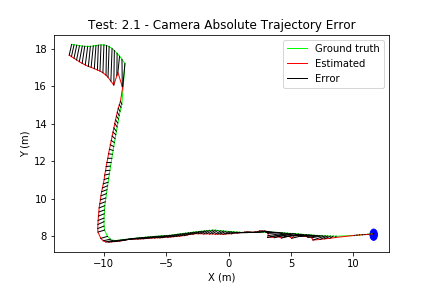 Test: 2.1 - Camera Absolute Trajectory Error
Ground truth
Estimated
Error
Y (m)
18
16
14
12
10
8
−10
−5
0
5
10
X (m)